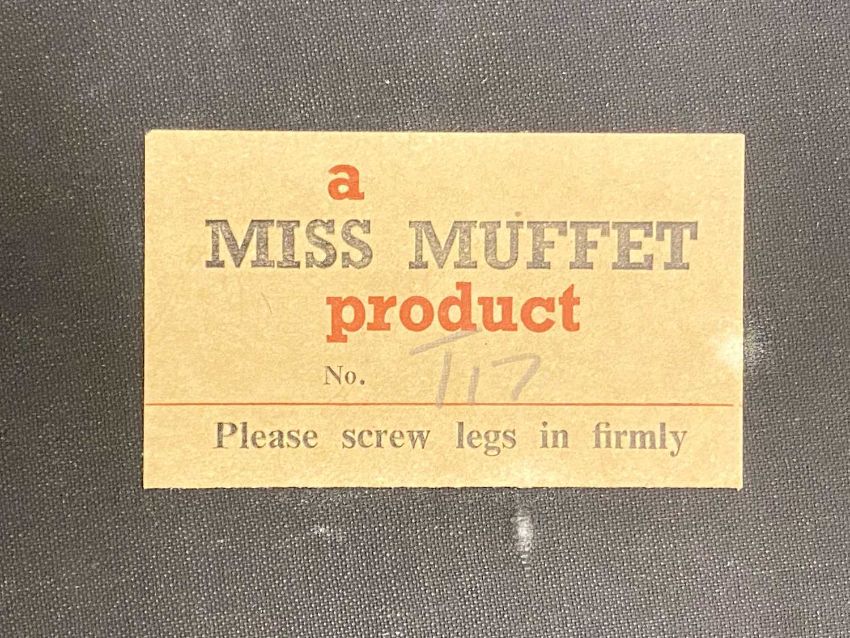 a
MISS MUFFET
product
No. T17
Please screw legs in firmly